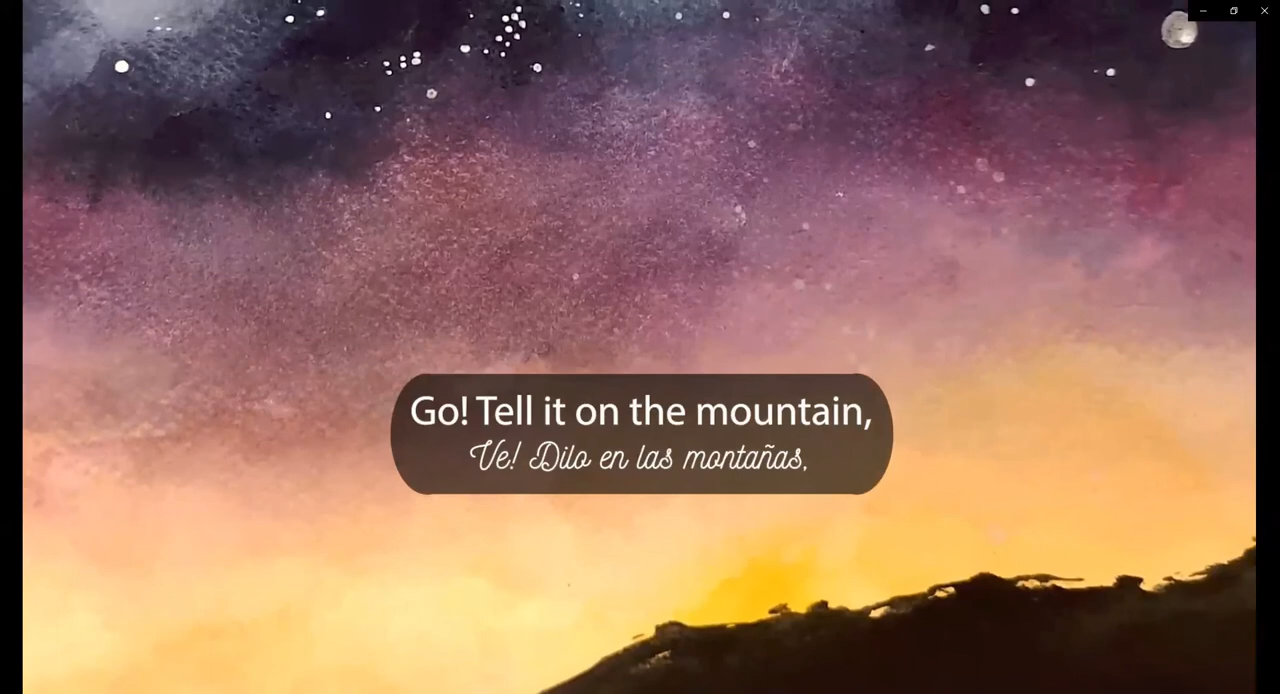 Go! Tell it on the mountain,
Ve! Dilo en las montañas,